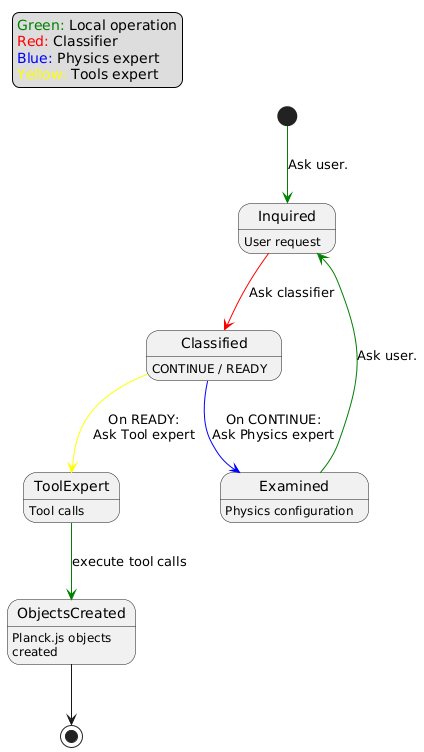 Green: Local operation
Red: Classifier
Blue: Physics expert
Yellow: Tools expert
Ask user.
Inquired
User request
Ask classifier
Classified
CONTINUE / READY
Ask user.
On READY:
Ask Tool expert
On CONTINUE:
Ask Physics expert
ToolExpert
Tool calls
Examined
Physics configuration
execute tool calls
ObjectsCreated
Planck.js objects
created